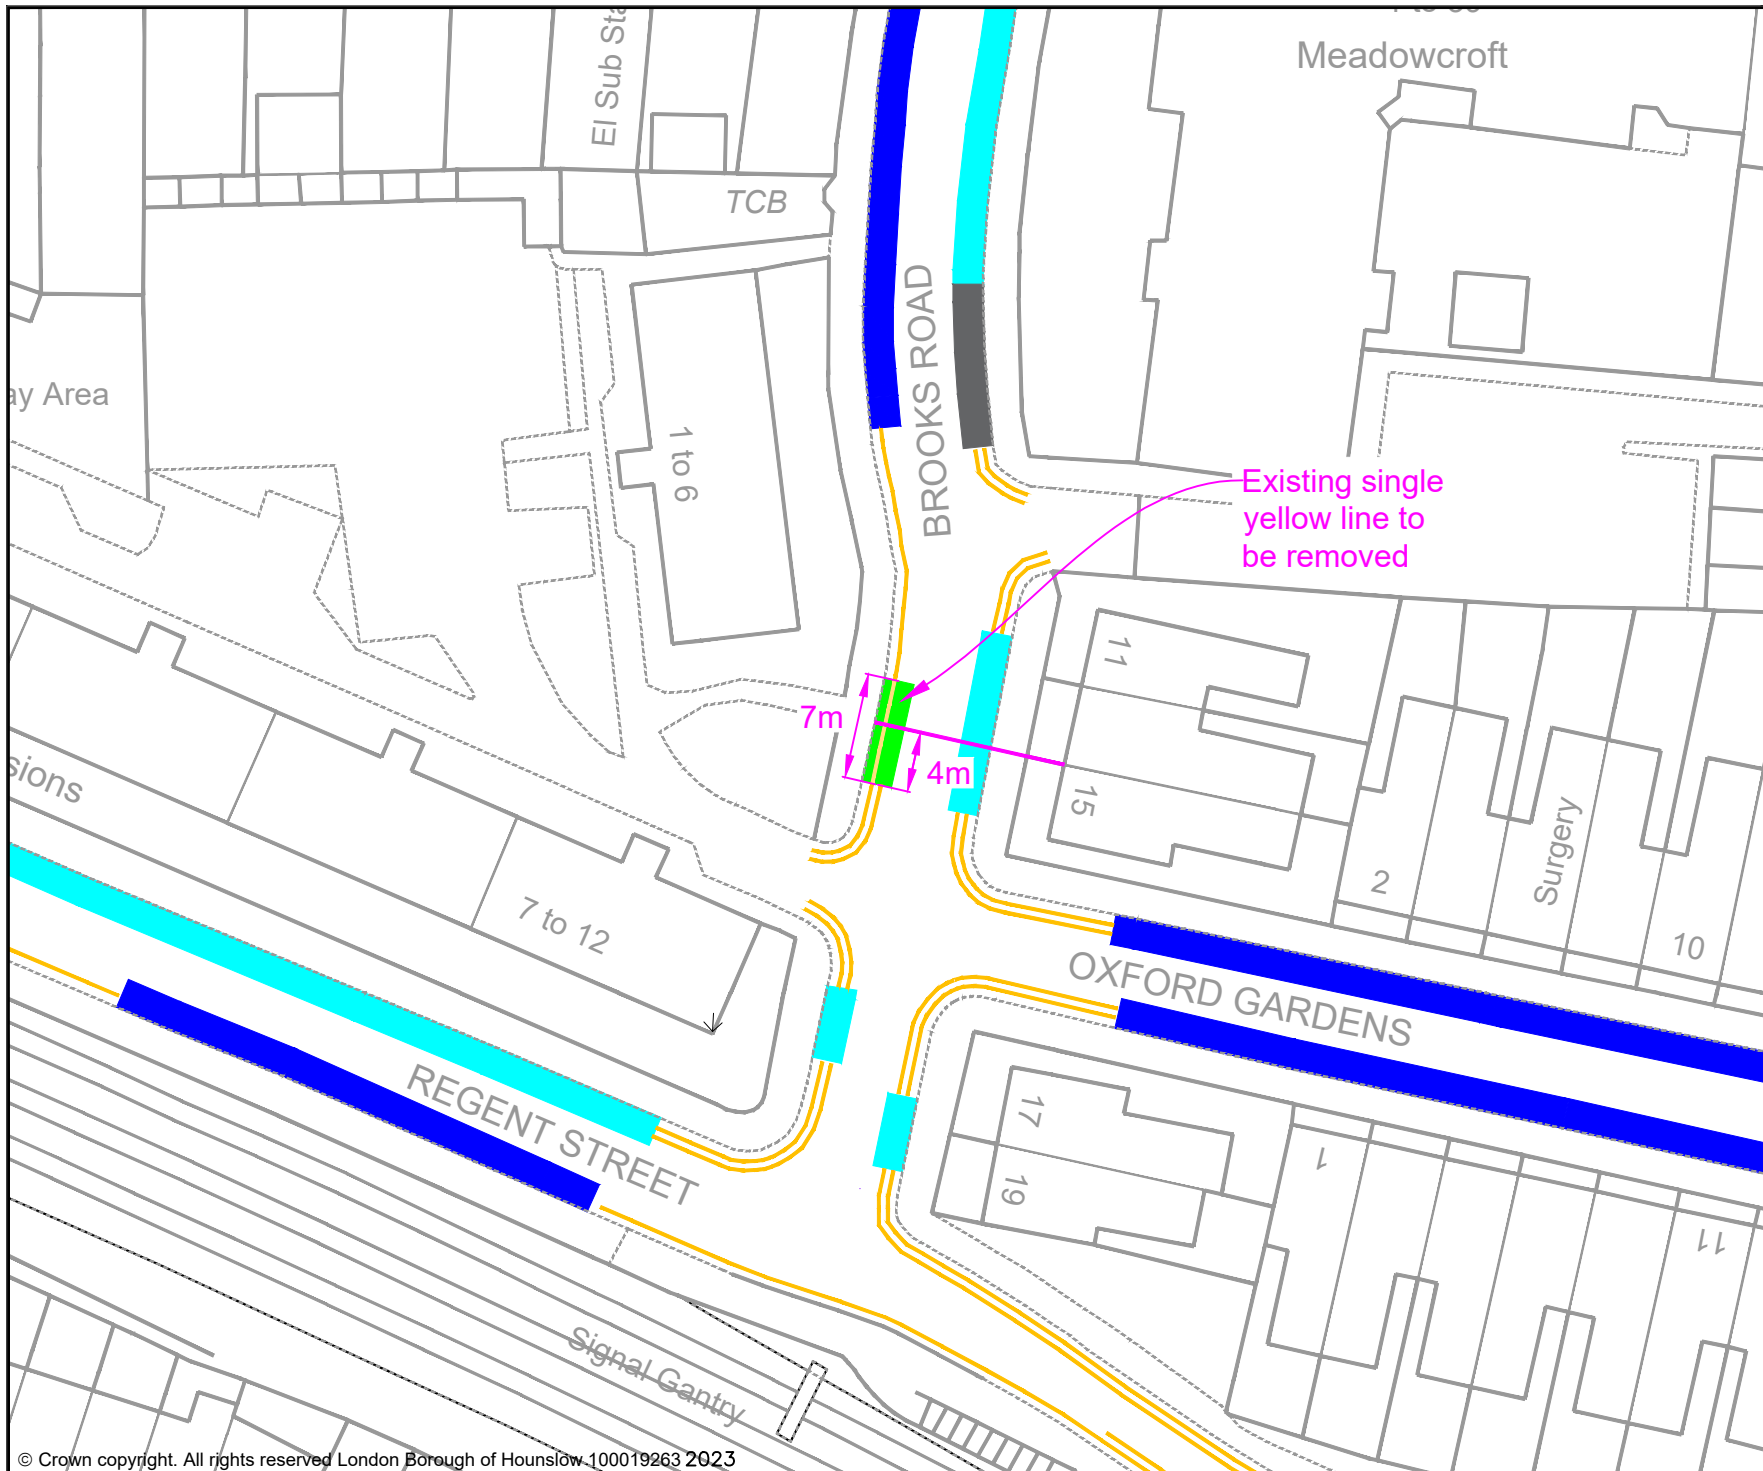 Meadowcroft
El Sub Sta
TCB
BROOKS ROAD
ay Area
1 to 6
Existing single
yellow line to
be removed
11
7m
4m
15
sions
Surgery
2
7 to 12
10
OXFORD GARDENS
REGENT STREET
17
19
1
11
Signal Gantry
© Crown copyright. All rights reserved London Borough of Hounslow 100019263 2023